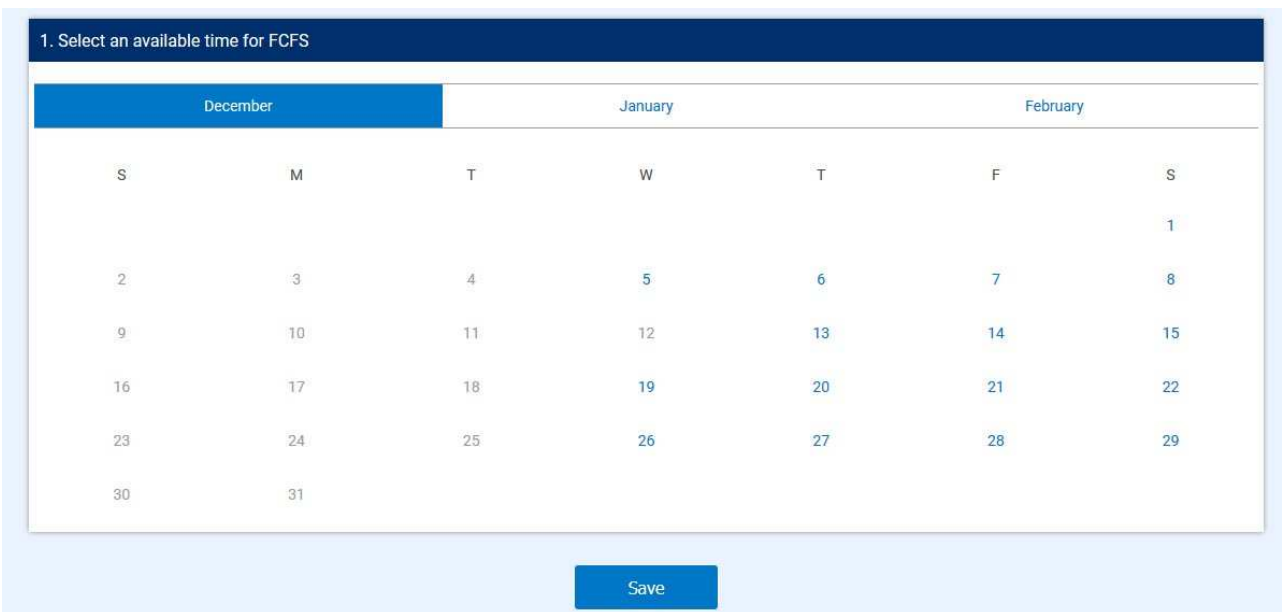 1. Select an available time for FCFS
December January February
S M T W T F S
1
2 3 4 5 6 7 8
9 10 11 12 13 14 15
16 17 18 19 20 21 22
23 24 25 26 27 28 29
30 31
Save